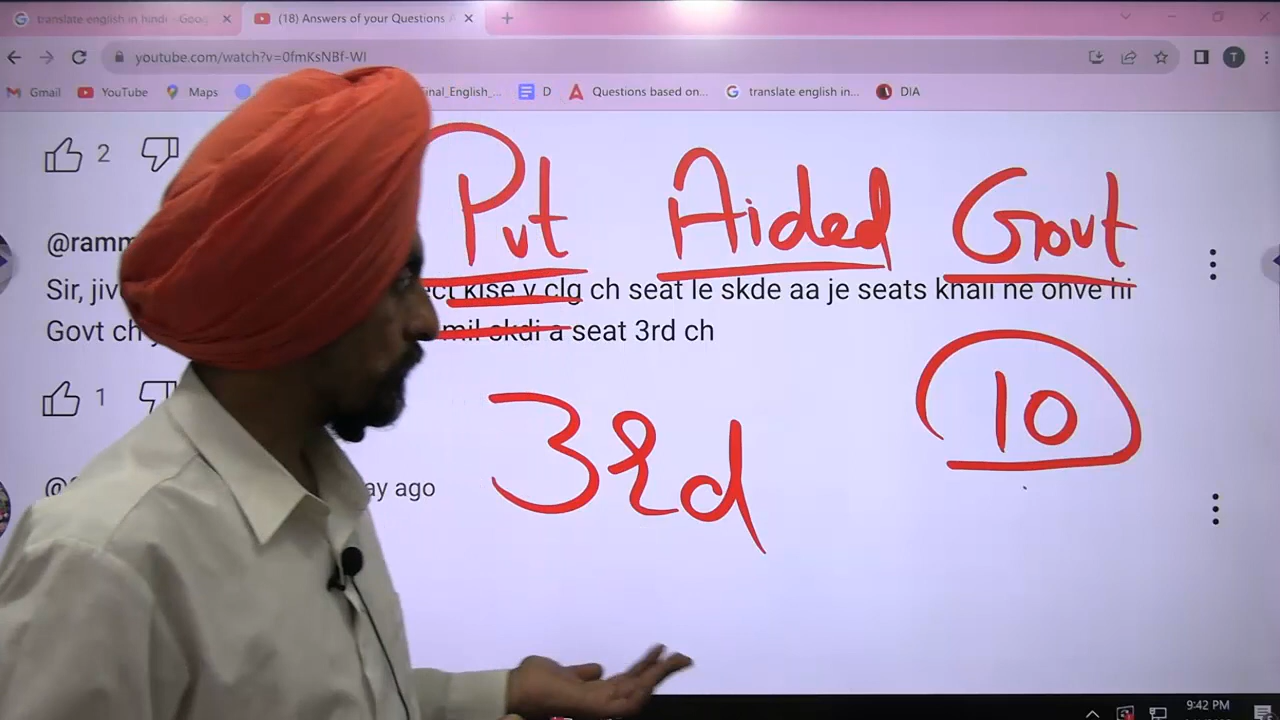 translate english in hindi - Goog
(18) Answers of your Questions A
youtube.com/watch?v=0fmKsNBf-WI
Gmail YouTube Maps Final_English_... D Questions based on... translate english in... DIA
T
2
Pvt Aided Govt
@ramm
Sir, jiv ect kise v clg ch seat le skde aa je seats khali ne onve hi
Govt ch mil skdi a seat 3rd ch
1
10
3rd
ay ago
9:42 PM